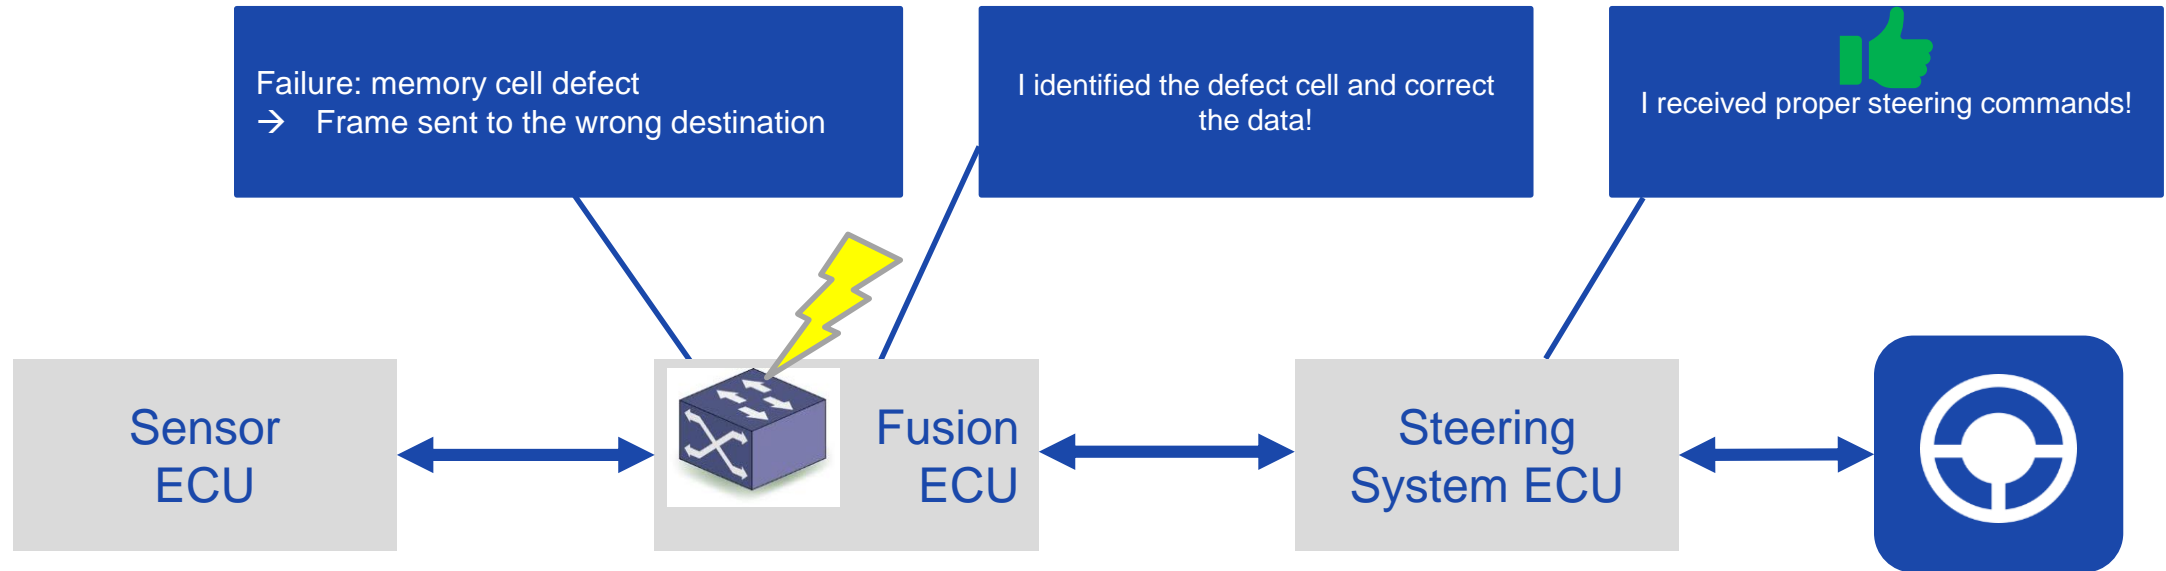 Failure: memory cell defect
→ Frame sent to the wrong destination
I identified the defect cell and correct
the data!
I received proper steering commands!
Sensor
ECU
Fusion
ECU
Steering
System ECU